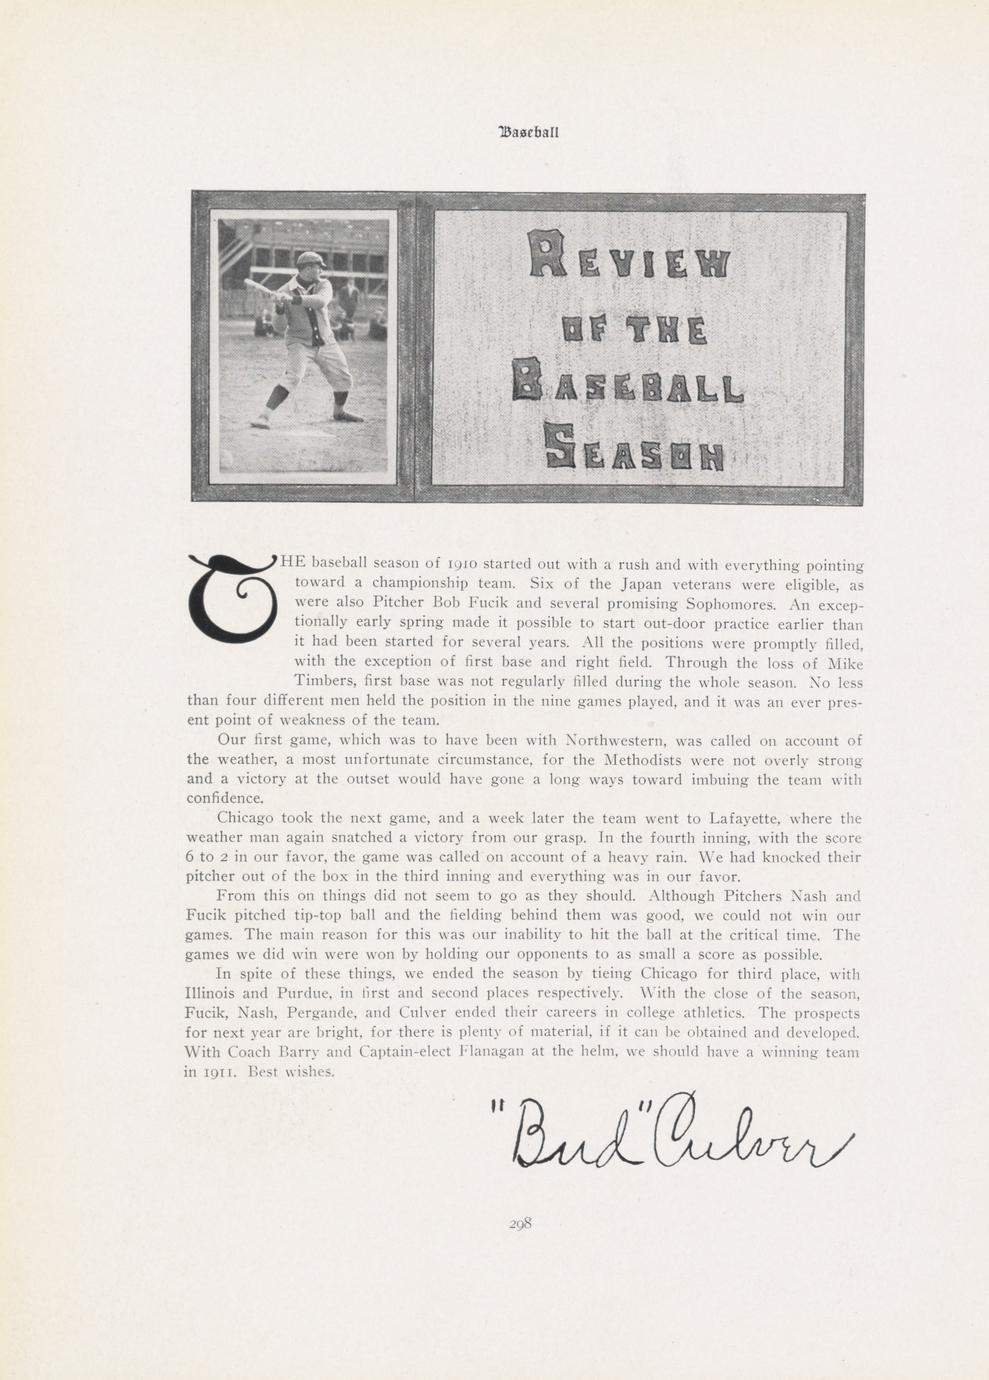 Baseball
REVIEW
OF THE
BASEBALL
SEASON
THE baseball season of 1910 started out with a rush and with everything pointing
toward a championship team. Six of the Japan veterans were eligible, as
were also Pitcher Bob Fucik and several promising Sophomores. An excep-
tionally early spring made it possible to start out-door practice earlier than
it had been started for several years. All the positions were promptly filled,
with the exception of first base and right field. Through the loss of Mike
Timbers, first base was not regularly filled during the whole season. No less
than four different men held the position in the nine games played, and it was an ever pres-
ent point of weakness of the team.
Our first game, which was to have been with Northwestern, was called on account of
the weather, a most unfortunate circumstance, for the Methodists were not overly strong
and a victory at the outset would have gone a long ways toward imbuing the team with
confidence.
Chicago took the next game, and a week later the team went to Lafayette, where the
weather man again snatched a victory from our grasp. In the fourth inning, with the score
6 to 2 in our favor, the game was called on account of a heavy rain. We had knocked their
pitcher out of the box in the third inning and everything was in our favor.
From this on things did not seem to go as they should. Although Pitchers Nash and
Fucik pitched tip-top ball and the fielding behind them was good, we could not win our
games. The main reason for this was our inability to hit the ball at the critical time. The
games we did win were won by holding our opponents to as small a score as possible.
In spite of these things, we ended the season by tieing Chicago for third place, with
Illinois and Purdue, in first and second places respectively. With the close of the season,
Fucik, Nash, Pergande, and Culver ended their careers in college athletics. The prospects
for next year are bright, for there is plenty of material, if it can be obtained and developed.
With Coach Barry and Captain-elect Flanagan at the helm, we should have a winning team
in 1911. Best wishes.
"Bud" Culver
298